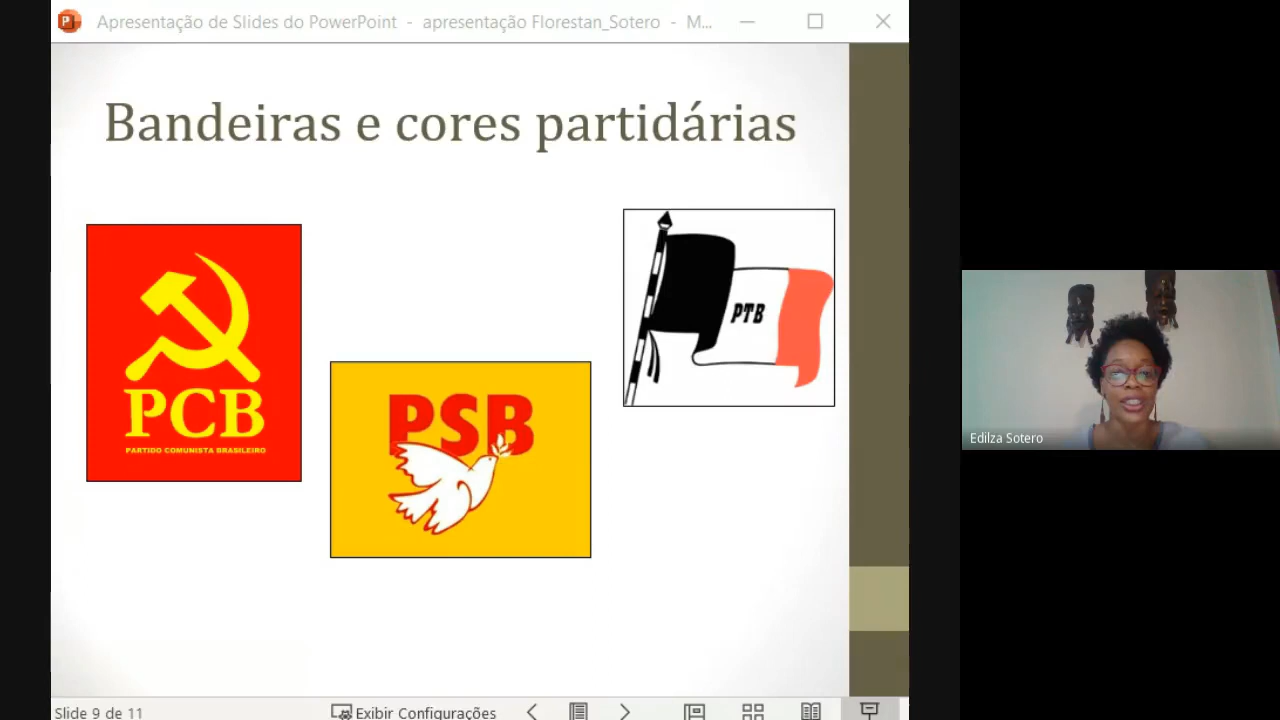 Apresentação de Slides do PowerPoint - apresentação Florestan_Sotero - M...
Bandeiras e cores partidárias
PCB
PARTIDO COMUNISTA BRASILEIRO
PSB
PTB
Edilza Sotero
Slide 9 de 11
Exibir Configurações